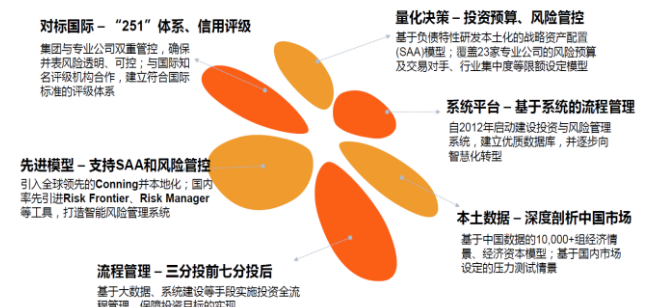 对标国际 – “251”体系、信用评级
集团与专业公司双重管控，确保
并表风险透明、可控；与国际知
名评级机构合作，建立符合国际
标准的评级体系
量化决策 – 投资预算、风险管控
基于负债特性研发本土化的战略资产配置
(SAA)模型；覆盖23家专业公司的风险预算
及交易对手、行业集中度等限额设定模型
系统平台 – 基于系统的流程管理
自2012年启动建设投资与风险管理
系统，建立优质数据库，并逐步向
智慧化转型
先进模型 – 支持SAA和风险管控
引入全球领先的Conning并本地化；国内
率先引进Risk Frontier、Risk Manager
等工具，打造智能风险管理系统
本土数据 – 深度剖析中国市场
基于中国数据的10,000+组经济情
景、经济资本模型；基于国内市场
设定的压力测试情景
流程管理 – 三分投前七分投后
基于大数据、系统建设等手段实施投资全流
程管理，保障投资目标的实现